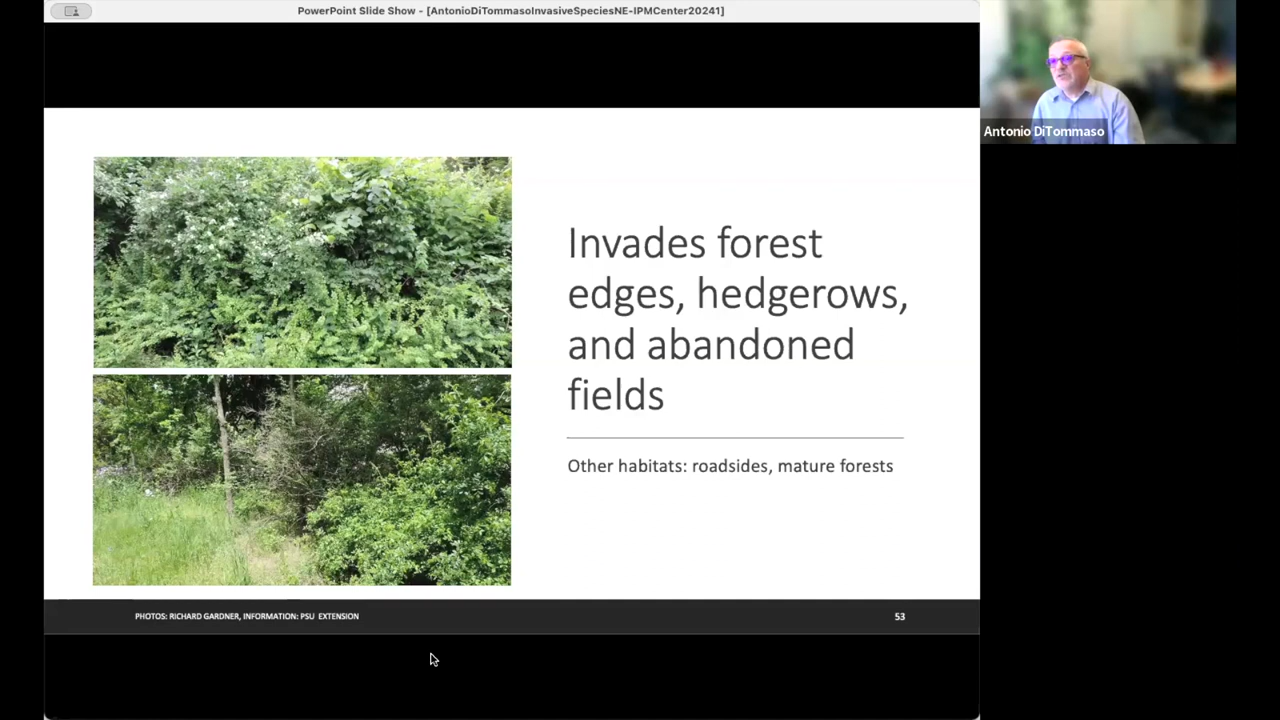 PowerPoint Slide Show - [AntonioDiTommasoInvasiveSpeciesNE-IPMCenter20241]
Antonio DiTommaso
Invades forest
edges, hedgerows,
and abandoned
fields
Other habitats: roadsides, mature forests
PHOTOS: RICHARD GARDNER, INFORMATION: PSU EXTENSION
53